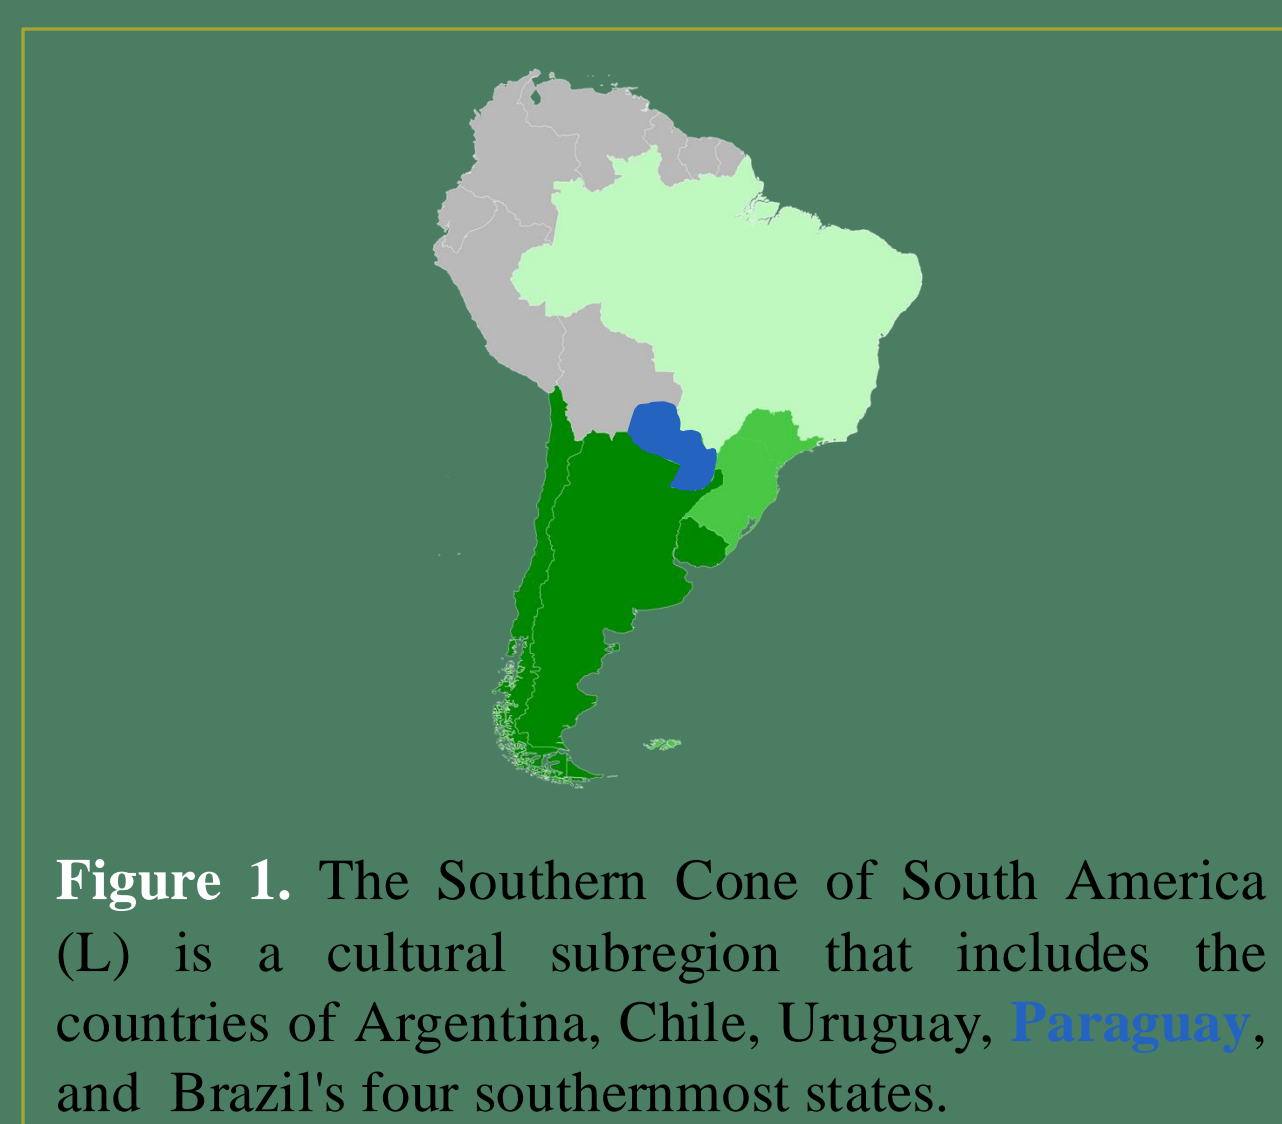 Figure 1. The Southern Cone of South America
(L) is a cultural subregion that includes the
countries of Argentina, Chile, Uruguay, Paraguay,
and Brazil's four southernmost states.